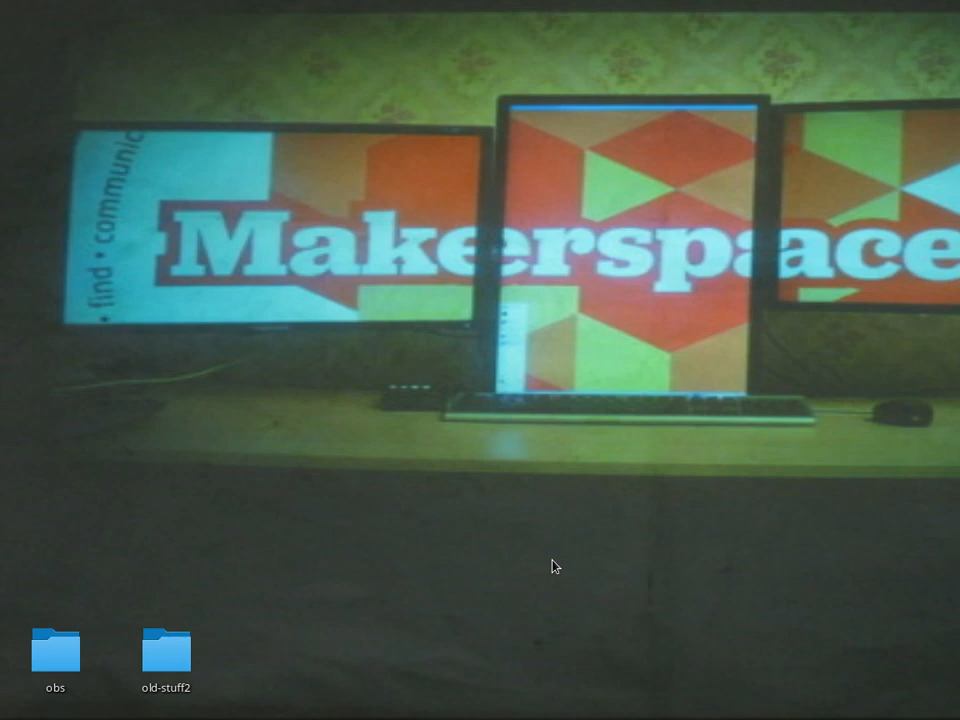 • find • communic
Makerspace
obs
old-stuff2